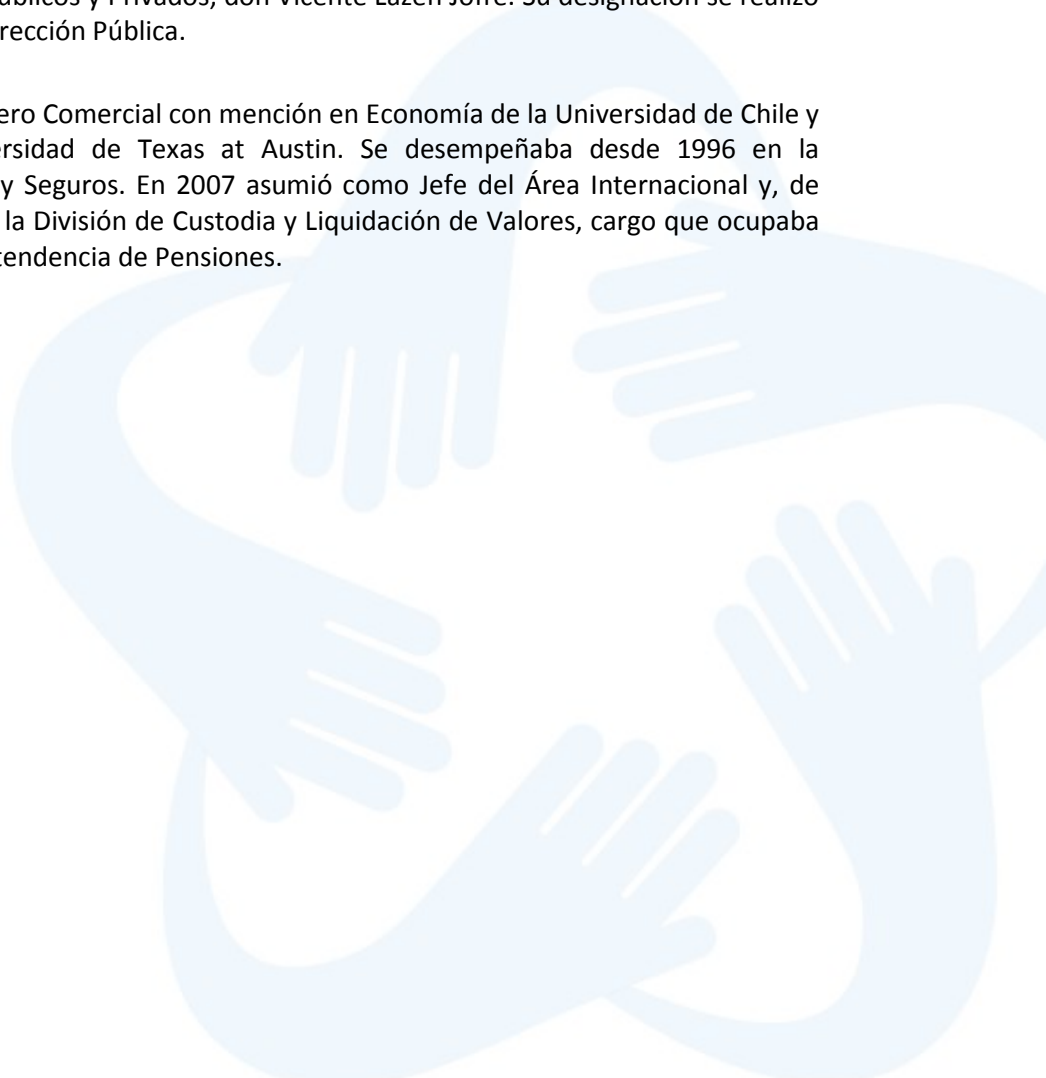 úblicos y Privados, don Vicente Lazen Jofré. Su designación se realizó
rección Pública.
ero Comercial con mención en Economía de la Universidad de Chile y
ersidad de Texas at Austin. Se desempeñaba desde 1996 en la
y Seguros. En 2007 asumió como Jefe del Área Internacional y, de
la División de Custodia y Liquidación de Valores, cargo que ocupaba
tendencia de Pensiones.